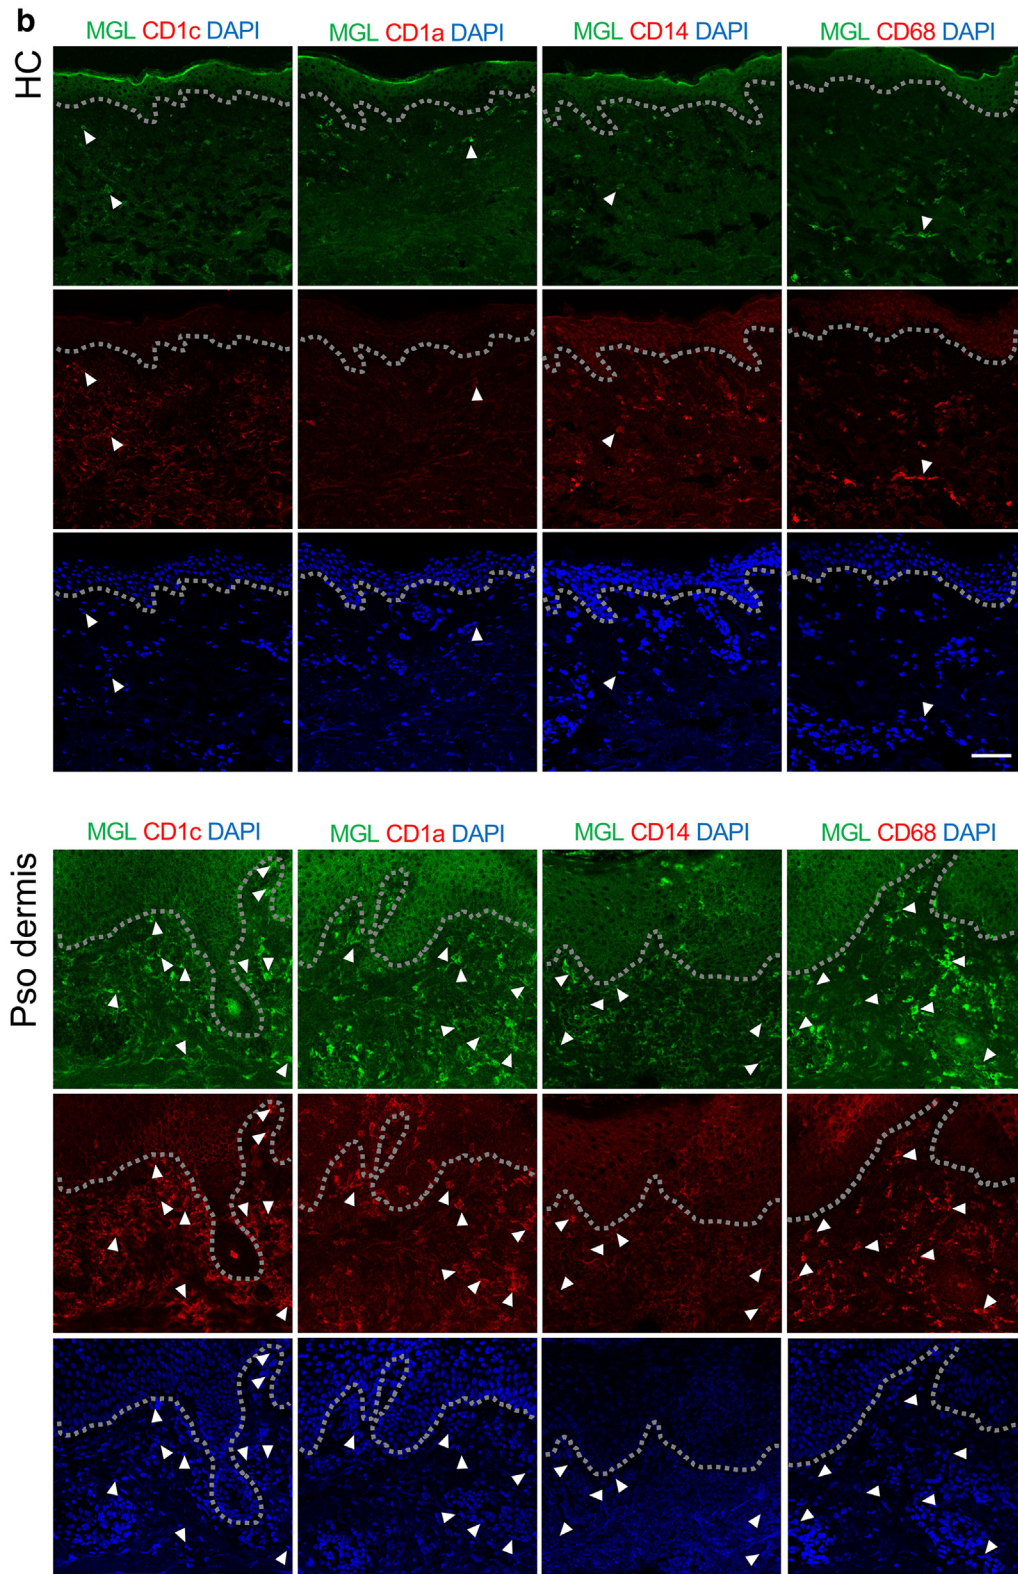 b
HC
MGL CD1c DAPI
MGL CD1a DAPI
MGL CD14 DAPI
MGL CD68 DAPI
Pso dermis
MGL CD1c DAPI
MGL CD1a DAPI
MGL CD14 DAPI
MGL CD68 DAPI